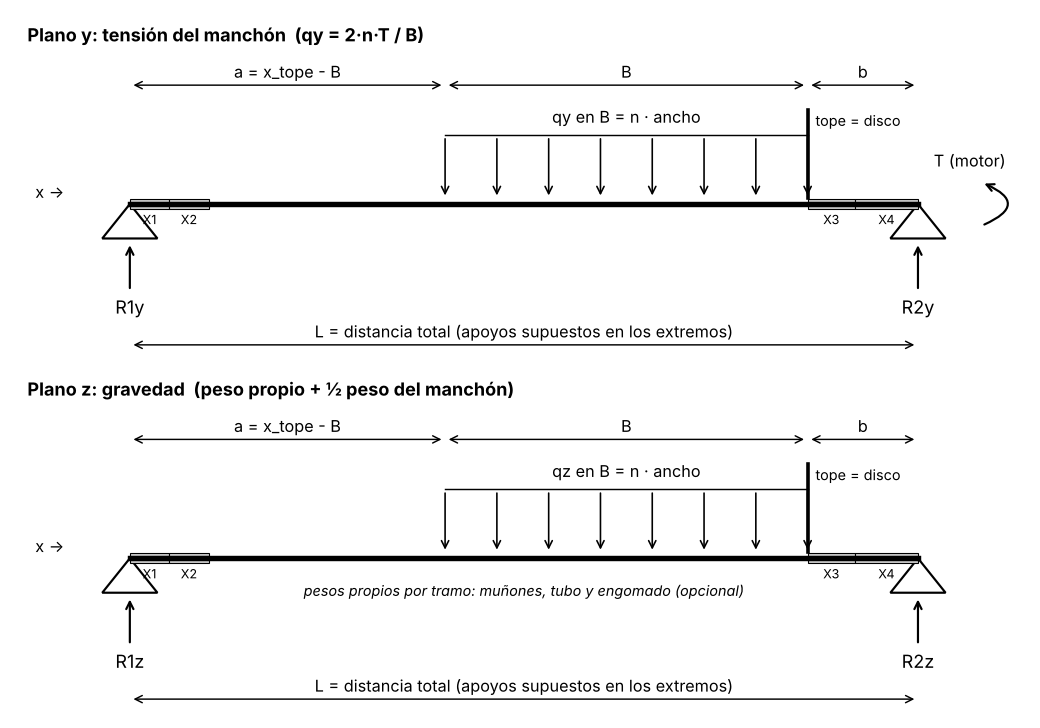 Plano y: tensión del manchón (qy = 2·n·T / B)
a = x_tope - B
B
b
qy en B = n · ancho
tope = disco
T (motor)
x →
X1
X2
X3
X4
R1y
R2y
L = distancia total (apoyos supuestos en los extremos)
Plano z: gravedad (peso propio + ½ peso del manchón)
a = x_tope - B
B
b
qz en B = n · ancho
tope = disco
x →
X1
X2
X3
X4
pesos propios por tramo: muñones, tubo y engomado (opcional)
R1z
R2z
L = distancia total (apoyos supuestos en los extremos)